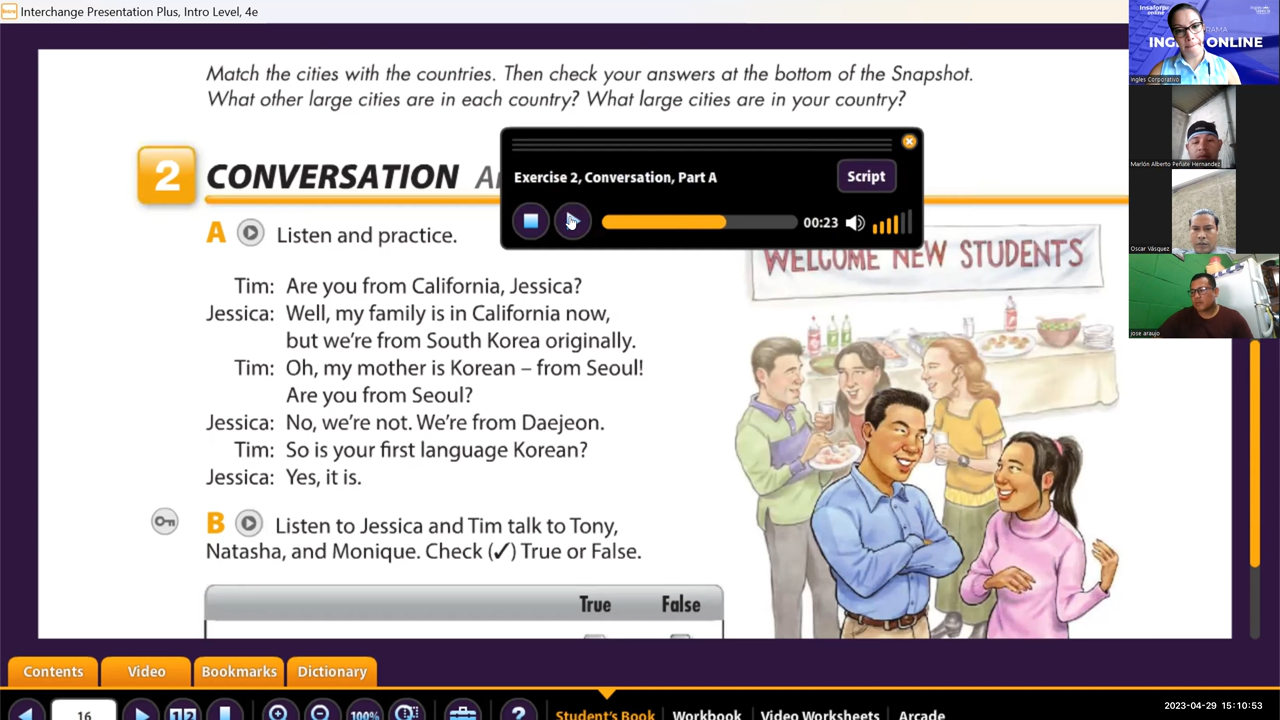 Interchange Presentation Plus, Intro Level, 4e
Match the cities with the countries. Then check your answers at the bottom of the Snapshot.
What other large cities are in each country? What large cities are in your country?
2 CONVERSATION
Exercise 2, Conversation, Part A
Script
00:23
A Listen and practice.
WELCOME NEW STUDENTS
Tim: Are you from California, Jessica?
Jessica: Well, my family is in California now,
but we're from South Korea originally.
Tim: Oh, my mother is Korean – from Seoul!
Are you from Seoul?
Jessica: No, we're not. We're from Daejeon.
Tim: So is your first language Korean?
Jessica: Yes, it is.
B Listen to Jessica and Tim talk to Tony,
Natasha, and Monique. Check (✓) True or False.
True False
Contents Video Bookmarks Dictionary
16 100% ? Student's Book Workbook Video Worksheets Arcade
ONLINE
Ingles Corporativo
Marlón Alberto Peñate Hernandez
Oscar Vásquez
jose araujo
2023-04-29 15:10:53